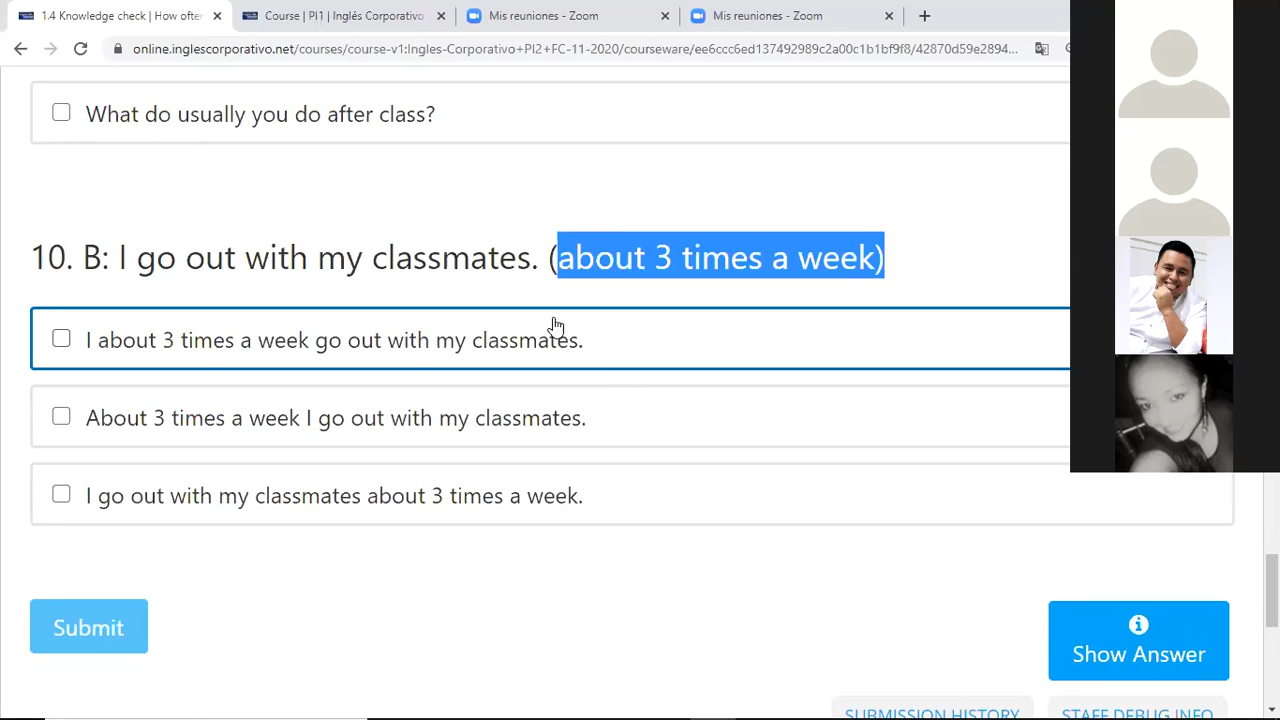 1.4 Knowledge check | How ofte
Course | PI1 | Inglés Corporativo
Mis reuniones - Zoom
Mis reuniones - Zoom
online.inglescorporativo.net/courses/course-v1:Ingles-Corporativo+PI2+FC-11-2020/courseware/ee6ccc6ed137492989c2a00c1b1bf9f8/42870d59e2894...
What do usually you do after class?
10. B: I go out with my classmates. (about 3 times a week)
I about 3 times a week go out with my classmates.
About 3 times a week I go out with my classmates.
I go out with my classmates about 3 times a week.
Submit
Show Answer
SUBMISSION HISTORY
STAFF DEBUG INFO